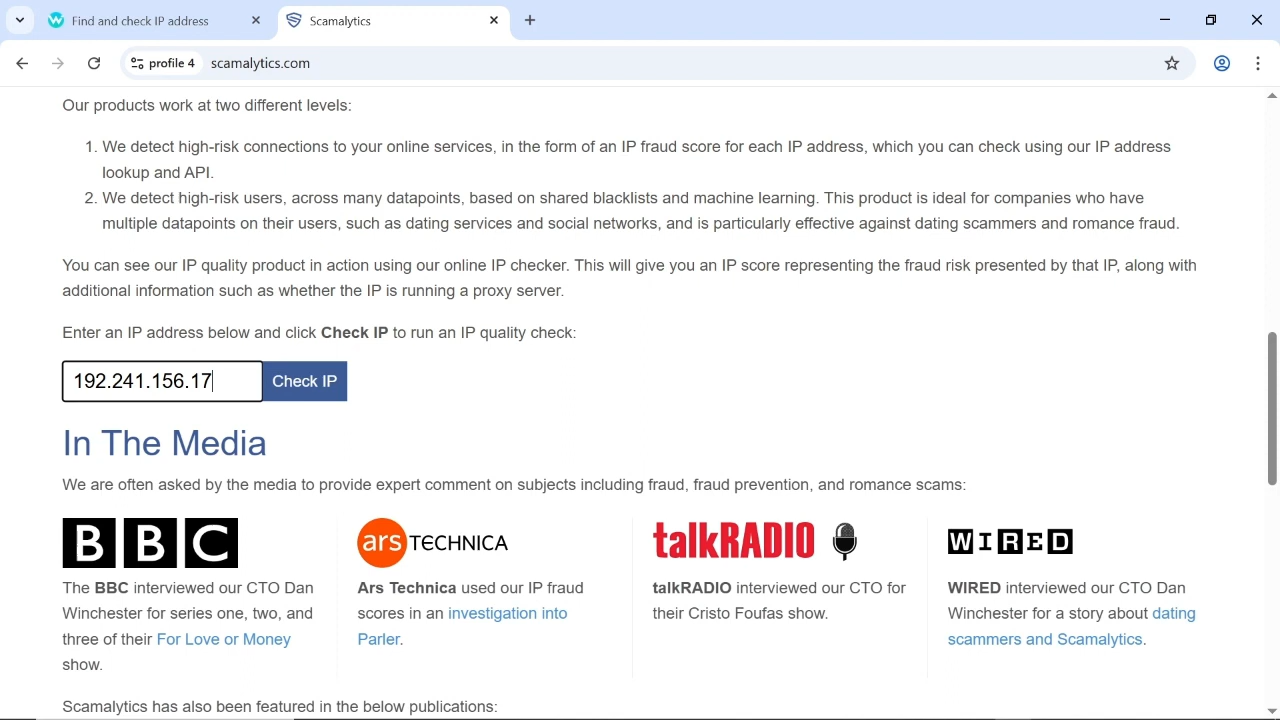 Find and check IP address
Scamalytics
profile 4
scamalytics.com
Our products work at two different levels:
1. We detect high-risk connections to your online services, in the form of an IP fraud score for each IP address, which you can check using our IP address
lookup and API.
2. We detect high-risk users, across many datapoints, based on shared blacklists and machine learning. This product is ideal for companies who have
multiple datapoints on their users, such as dating services and social networks, and is particularly effective against dating scammers and romance fraud.
You can see our IP quality product in action using our online IP checker. This will give you an IP score representing the fraud risk presented by that IP, along with
additional information such as whether the IP is running a proxy server.
Enter an IP address below and click Check IP to run an IP quality check:
192.241.156.17 Check IP
In The Media
We are often asked by the media to provide expert comment on subjects including fraud, fraud prevention, and romance scams:
BBC
The BBC interviewed our CTO Dan
Winchester for series one, two, and
three of their For Love or Money
show.
ars TECHNICA
Ars Technica used our IP fraud
scores in an investigation into
Parler.
talkRADIO
talkRADIO interviewed our CTO for
their Cristo Foufas show.
WIRED
WIRED interviewed our CTO Dan
Winchester for a story about dating
scammers and Scamalytics.
Scamalytics has also been featured in the below publications: